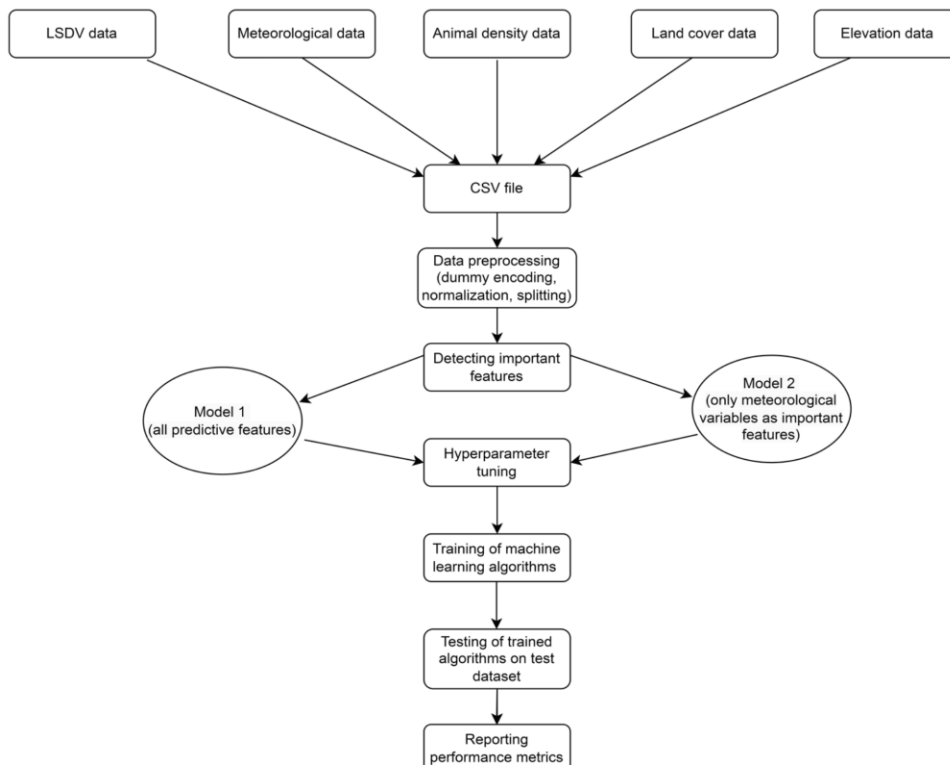 LSDV data
Meteorological data
Animal density data
Land cover data
Elevation data
CSV file
Data preprocessing
(dummy encoding,
normalization, splitting)
Detecting important
features
Model 1
(all predictive features)
Model 2
(only meteorological
variables as important
features)
Hyperparameter
tuning
Training of machine
learning algorithms
Testing of trained
algorithms on test
dataset
Reporting
performance metrics